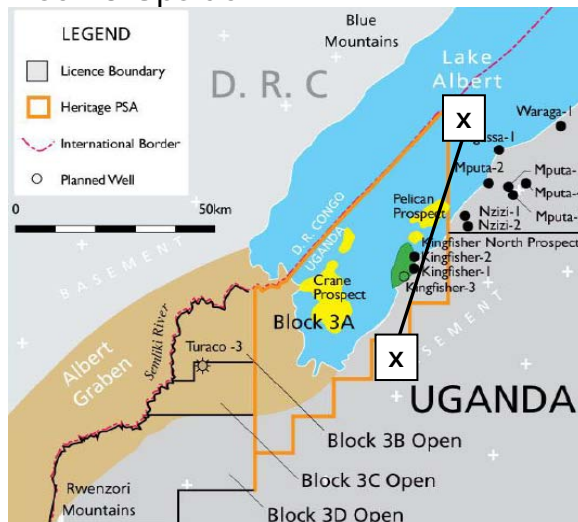 LEGEND
Licence Boundary
Heritage PSA
International Border
Planned Well
0
50km
Blue
Mountains
D. R. C
Lake
Albert
X
Waraga-1
Mputa-2
Mputa-
Mputa-
Mputa-
Nzizi-1
Nzizi-2
Pelican
Prospect
Kingfisher North Prospect
Kingfisher-2
Kingfisher-1
Kingfisher-3
D. R. CONGO
UGANDA
Crane
Prospect
Block 3A
BASEMENT
Albert
Graben
Semliki River
Turaco -3
X
BASEMENT
UGANDA
Block 3B Open
Block 3C Open
Block 3D Open
Rwenzori
Mountains